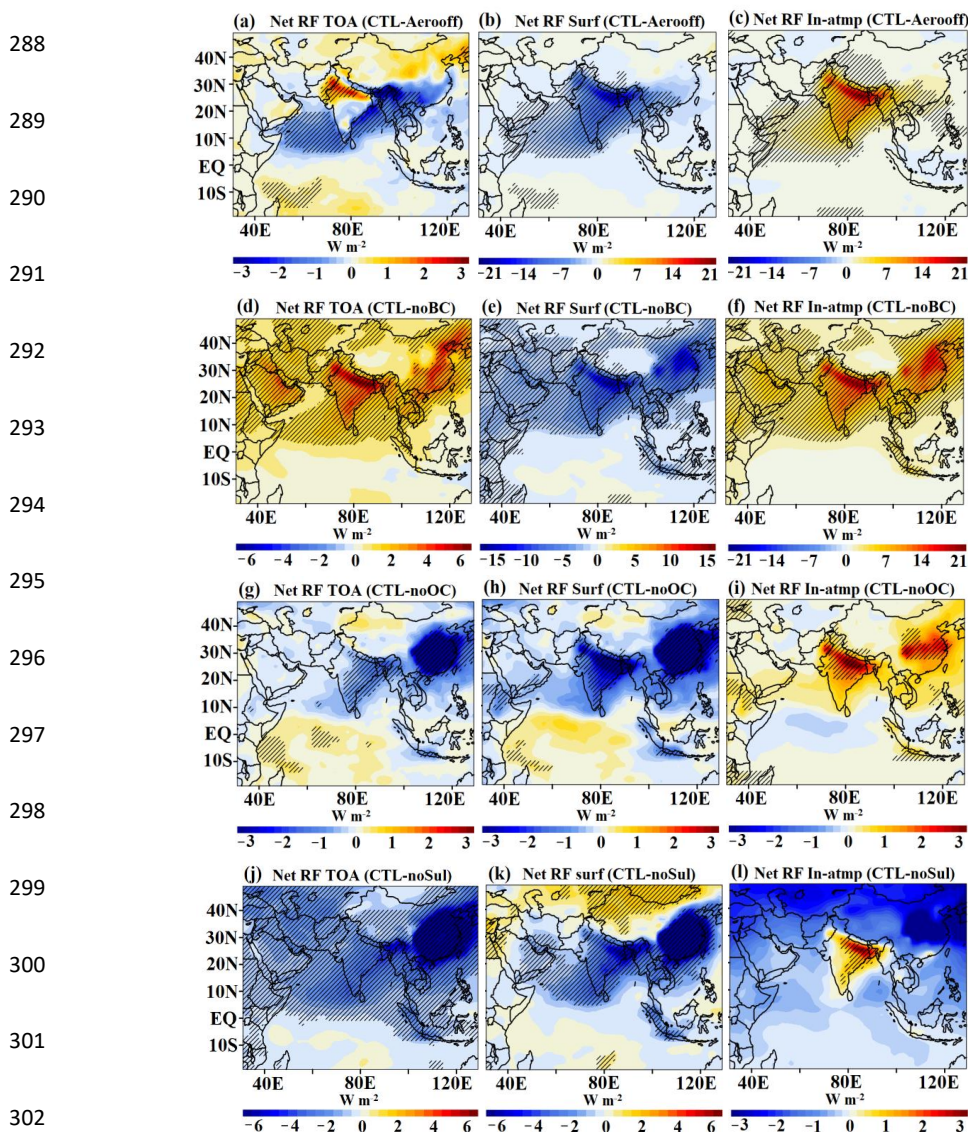 288
(a) Net RF TOA (CTL-Aerooff) (b) Net RF Surf (CTL-Aerooff) (c) Net RF In-atmp (CTL-Aerooff)
40N
30N
289
20N
10N
EQ
290
10S
40E 80E 120E 40E 80E 120E 40E 80E 120E
W m-2 W m-2 W m-2
291
−3 −2 −1 0 1 2 3 −21 −14 −7 0 7 14 21 −21 −14 −7 0 7 14 21
(d) Net RF TOA (CTL-noBC) (e) Net RF Surf (CTL-noBC) (f) Net RF In-atmp (CTL-noBC)
292
40N
30N
20N
293
10N
EQ
10S
294
40E 80E 120E 40E 80E 120E 40E 80E 120E
W m-2 W m-2 W m-2
−6 −4 −2 0 2 4 6 −15 −10 −5 0 5 10 15 −21 −14 −7 0 7 14 21
295
(g) Net RF TOA (CTL-noOC) (h) Net RF Surf (CTL-noOC) (i) Net RF In-atmp (CTL-noOC)
40N
296
30N
20N
10N
297
EQ
10S
298
40E 80E 120E 40E 80E 120E 40E 80E 120E
W m-2 W m-2 W m-2
−3 −2 −1 0 1 2 3 −3 −2 −1 0 1 2 3 −3 −2 −1 0 1 2 3
299
(j) Net RF TOA (CTL-noSul) (k) Net RF surf (CTL-noSul) (l) Net RF In-atmp (CTL-noSul)
40N
30N
300
20N
10N
EQ
301
10S
40E 80E 120E 40E 80E 120E 40E 80E 120E
W m-2 W m-2 W m-2
302
−6 −4 −2 0 2 4 6 −6 −4 −2 0 2 4 6 −3 −2 −1 0 1 2 3